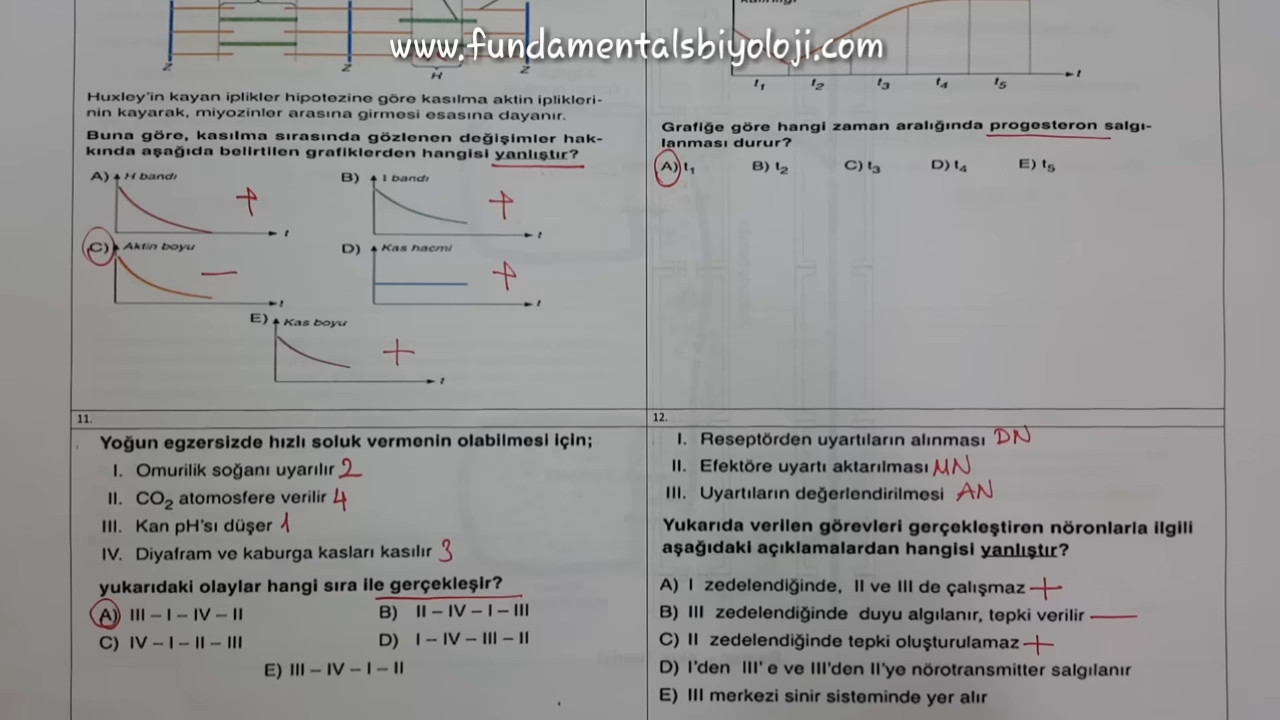 www.fundamentalsbiyoloji.com
Z
Z
H
Z
Huxley'in kayan iplikler hipotezine göre kasılma aktin iplikleri-
nin kayarak, miyozinler arasına girmesi esasına dayanır.
Buna göre, kasılma sırasında gözlenen değişimler hak-
kında aşağıda belirtilen grafiklerden hangisi yanlıştır?
A) H bandı +
t
B) I bandı +
t
C) Aktin boyu −
t
D) Kas hacmi +
t
E) Kas boyu +
t
t1 t2 t3 t4 t5 t
Grafiğe göre hangi zaman aralığında progesteron salgı-
lanması durur?
A) t1 B) t2 C) t3 D) t4 E) t5
11.
Yoğun egzersizde hızlı soluk vermenin olabilmesi için;
I. Omurilik soğanı uyarılır 2
II. CO2 atmosfere verilir 4
III. Kan pH'sı düşer 1
IV. Diyafram ve kaburga kasları kasılır 3
yukarıdaki olaylar hangi sıra ile gerçekleşir?
A) III – I – IV – II B) II – IV – I – III
C) IV – I – II – III D) I – IV – III – II
E) III – IV – I – II
12.
I. Reseptörden uyartıların alınması DN
II. Efektöre uyartı aktarılması MN
III. Uyartıların değerlendirilmesi AN
Yukarıda verilen görevleri gerçekleştiren nöronlarla ilgili
aşağıdaki açıklamalardan hangisi yanlıştır?
A) I zedelendiğinde, II ve III de çalışmaz +
B) III zedelendiğinde duyu algılanır, tepki verilir −
C) II zedelendiğinde tepki oluşturulamaz +
D) I'den III' e ve III'den II'ye nörotransmitter salgılanır
E) III merkezi sinir sisteminde yer alır